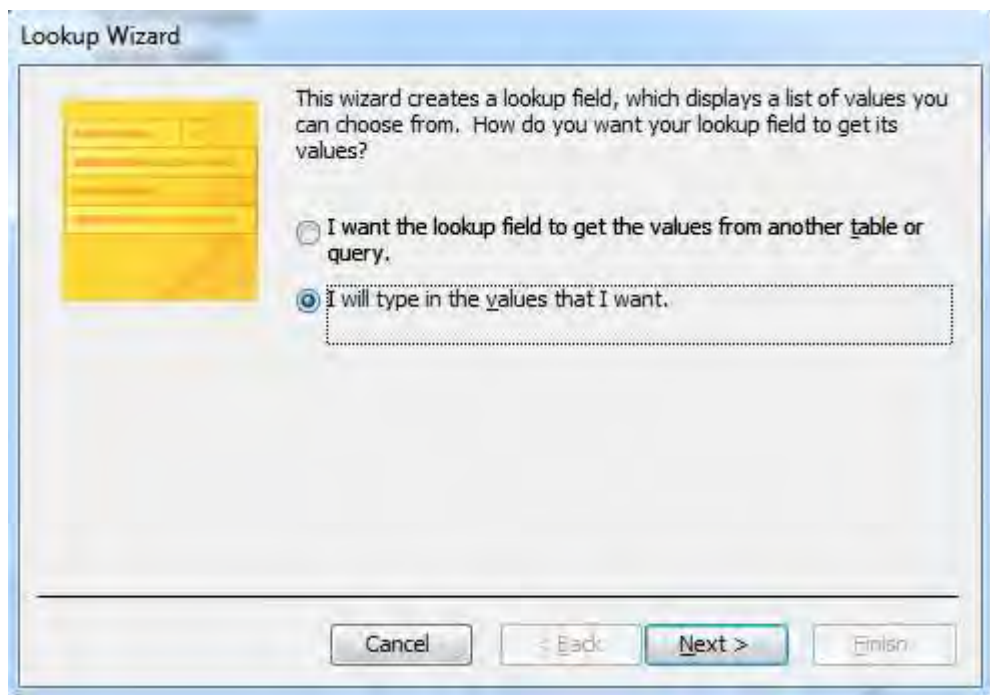 Lookup Wizard
This wizard creates a lookup field, which displays a list of values you
can choose from. How do you want your lookup field to get its
values?
I want the lookup field to get the values from another table or
query.
I will type in the values that I want.
Cancel
< Back
Next >
Finish